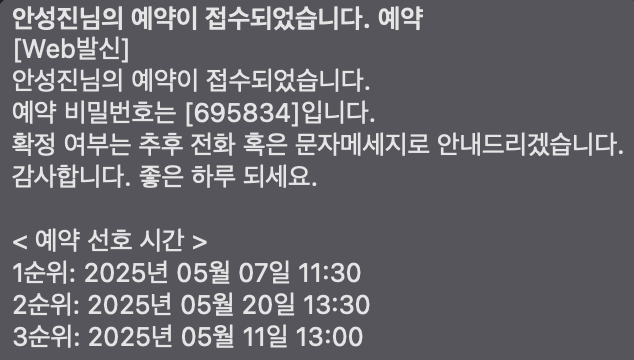 안성진님의 예약이 접수되었습니다. 예약
[Web발신]
안성진님의 예약이 접수되었습니다.
예약 비밀번호는 [695834]입니다.
확정 여부는 추후 전화 혹은 문자메세지로 안내드리겠습니다.
감사합니다. 좋은 하루 되세요.
< 예약 선호 시간 >
1순위: 2025년 05월 07일 11:30
2순위: 2025년 05월 20일 13:30
3순위: 2025년 05월 11일 13:00